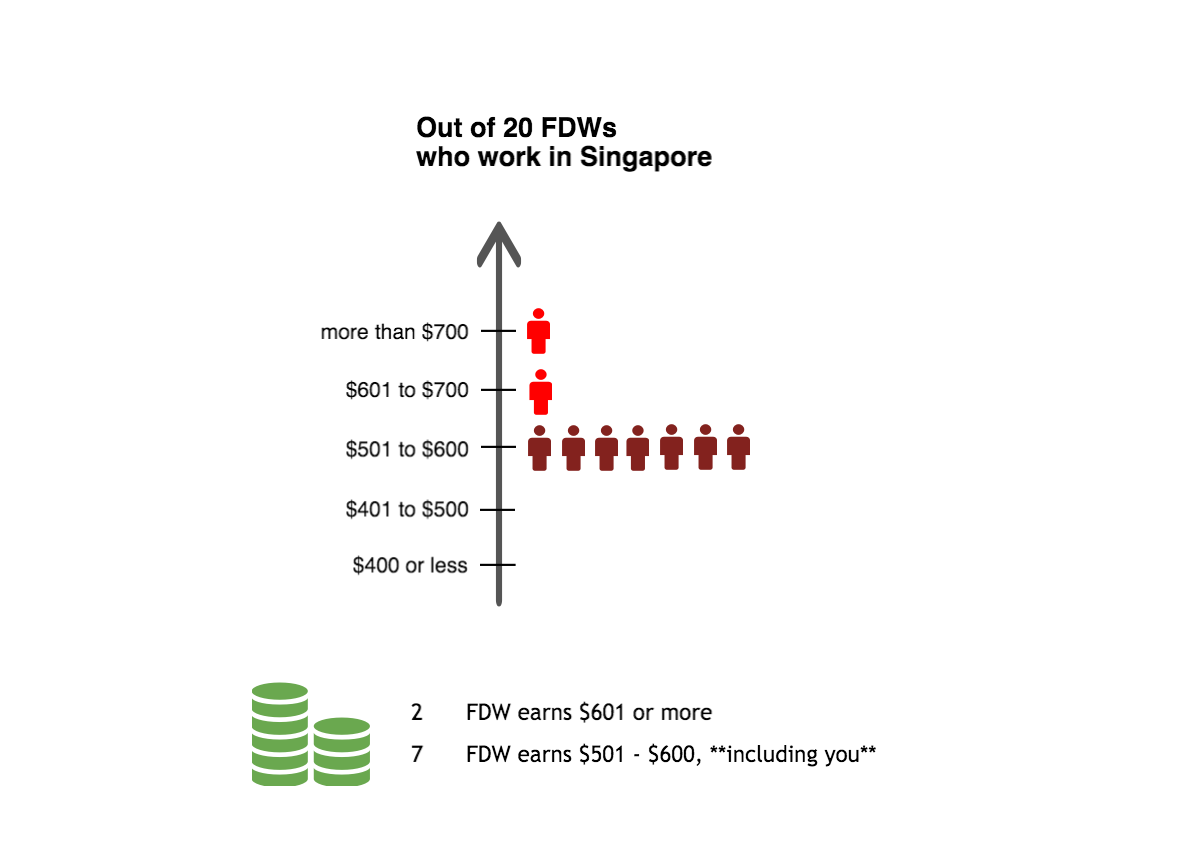 Out of 20 FDWs
who work in Singapore
more than $700
$601 to $700
$501 to $600
$401 to $500
$400 or less
2 FDW earns $601 or more
7 FDW earns $501 - $600, **including you**